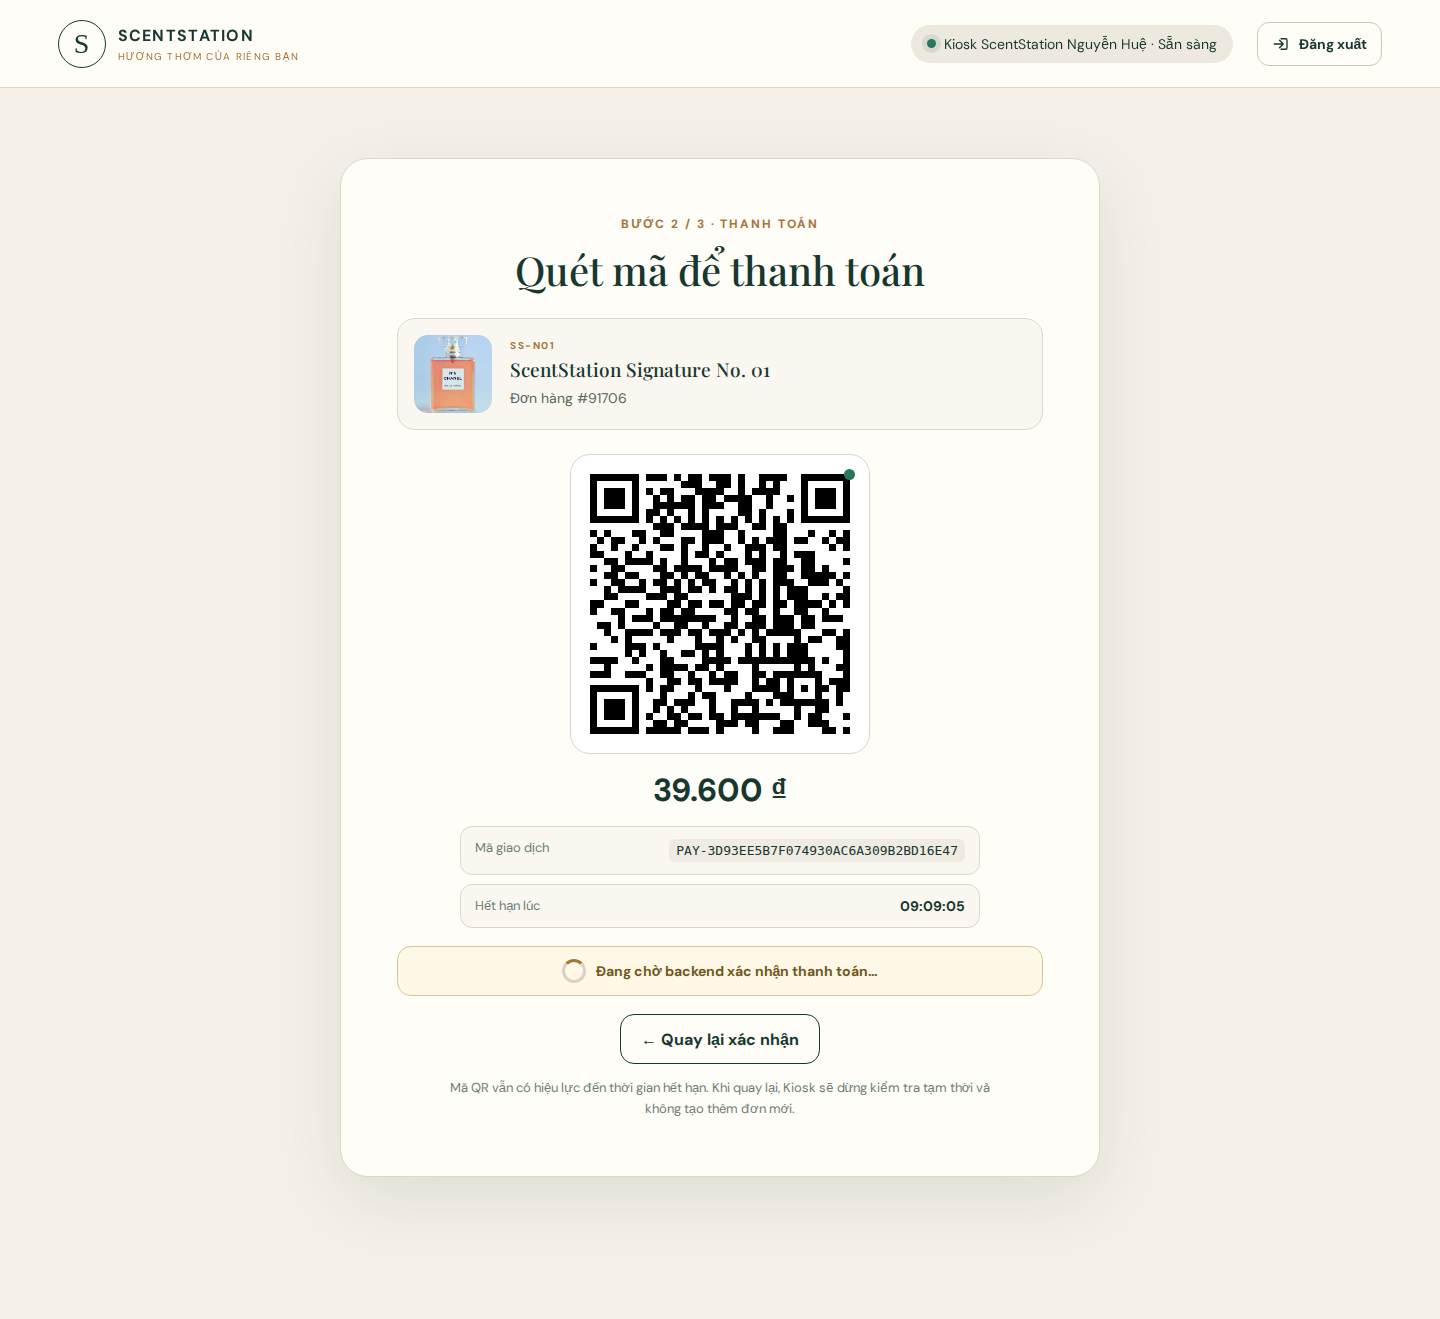 S
SCENTSTATION
HƯƠNG THƠM CỦA RIÊNG BẠN
Kiosk ScentStation Nguyễn Huệ · Sẵn sàng
Đăng xuất
BƯỚC 2 / 3 · THANH TOÁN
Quét mã để thanh toán
N°5
CHANEL
SS-N01
ScentStation Signature No. 01
Đơn hàng #91706
39.600 ₫
Mã giao dịch
PAY-3D93EE5B7F074930AC6A309B2BD16E47
Hết hạn lúc
09:09:05
Đang chờ backend xác nhận thanh toán...
← Quay lại xác nhận
Mã QR vẫn có hiệu lực đến thời gian hết hạn. Khi quay lại, Kiosk sẽ dừng kiểm tra tạm thời và
không tạo thêm đơn mới.